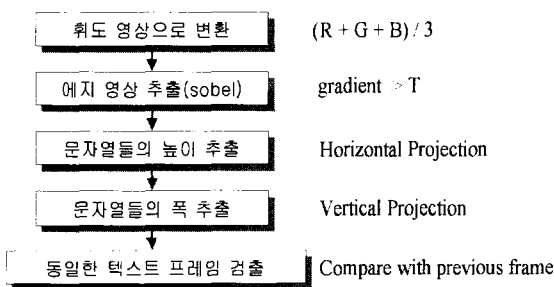 휘도 영상으로 변환 (R + G + B) / 3
에지 영상 추출(sobel) gradient > T
문자열들의 높이 추출 Horizontal Projection
문자열들의 폭 추출 Vertical Projection
동일한 텍스트 프레임 검출 Compare with previous frame